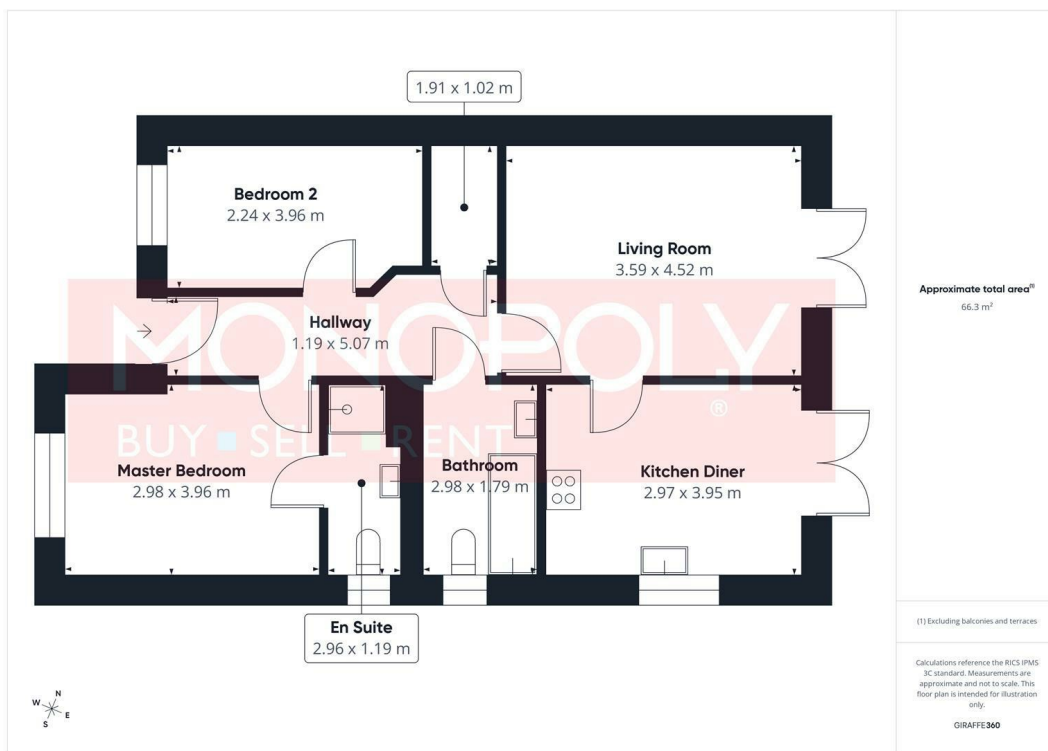 1.91 x 1.02 m
Bedroom 2
2.24 x 3.96 m
Living Room
3.59 x 4.52 m
Hallway
1.19 x 5.07 m
MONOPOLY
®
BUY ■ SELL ■ RENT
Master Bedroom
2.98 x 3.96 m
Bathroom
2.98 x 1.79 m
Kitchen Diner
2.97 x 3.95 m
En Suite
2.96 x 1.19 m
N
W
E
S
Approximate total area⁽¹⁾
66.3 m²
(1) Excluding balconies and terraces
Calculations reference the RICS IPMS
3C standard. Measurements are
approximate and not to scale. This
floor plan is intended for illustration
only.
GIRAFFE360